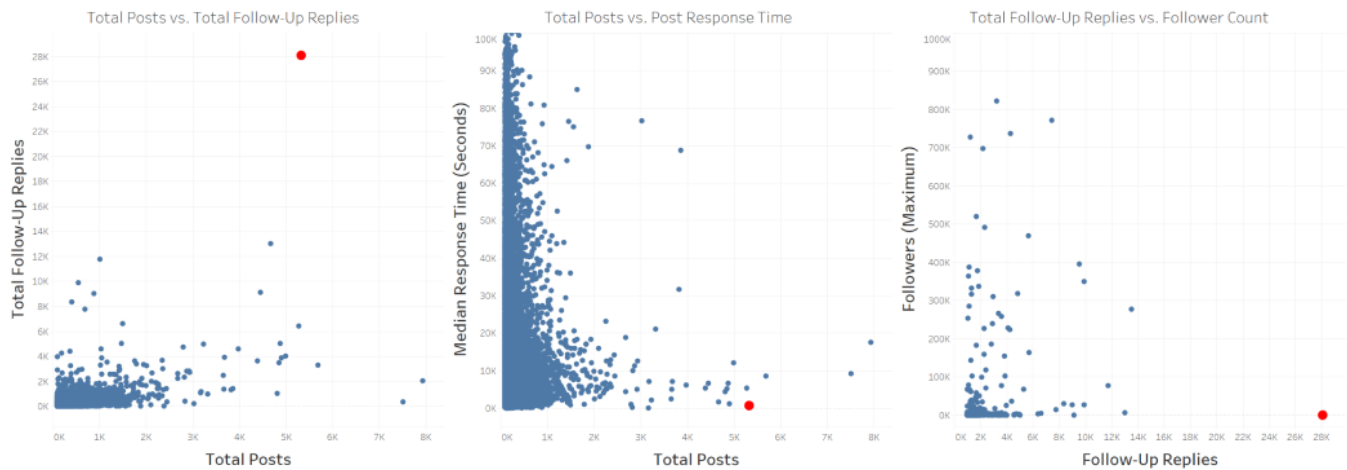 Total Posts vs. Total Follow-Up Replies
Total Follow-Up Replies
28K
26K
24K
22K
20K
18K
16K
14K
12K
10K
8K
6K
4K
2K
0K
0K 1K 2K 3K 4K 5K 6K 7K 8K
Total Posts
Total Posts vs. Post Response Time
Median Response Time (Seconds)
100K
90K
80K
70K
60K
50K
40K
30K
20K
10K
0K
0K 1K 2K 3K 4K 5K 6K 7K 8K
Total Posts
Total Follow-Up Replies vs. Follower Count
Followers (Maximum)
1000K
900K
800K
700K
600K
500K
400K
300K
200K
100K
0K
0K 2K 4K 6K 8K 10K 12K 14K 16K 18K 20K 22K 24K 26K 28K
Follow-Up Replies